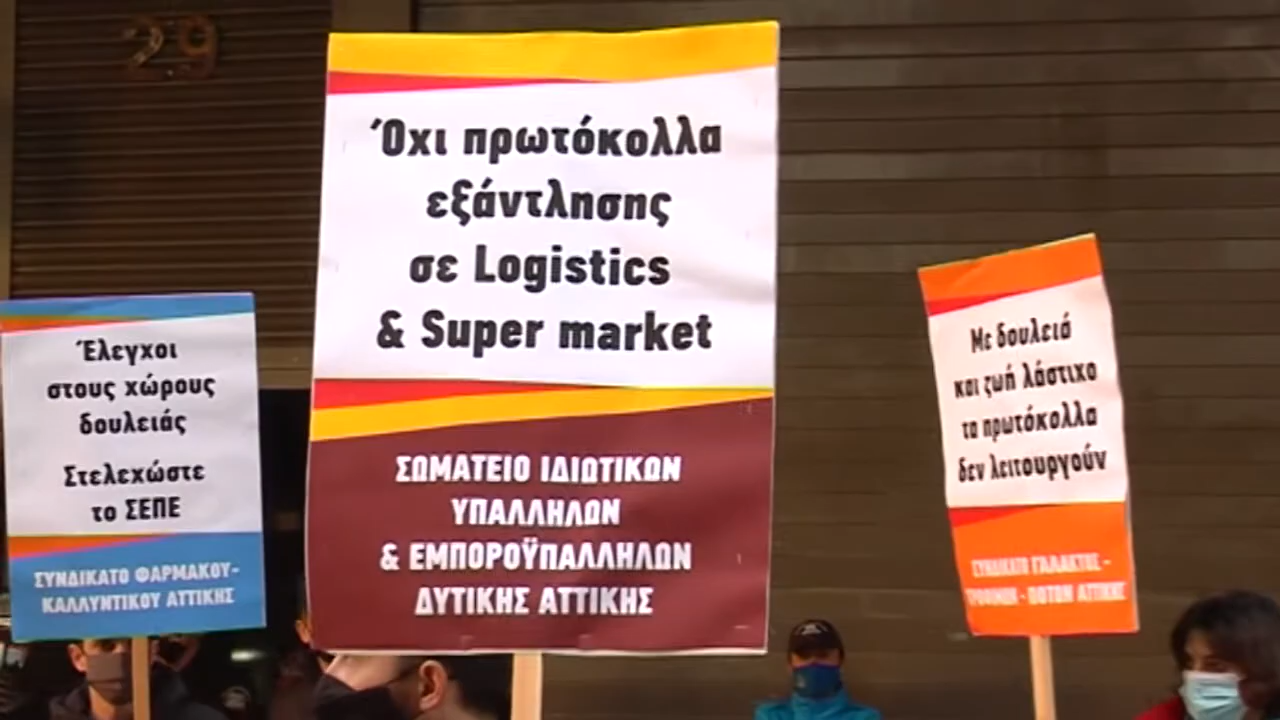 29
Έλεγχοι
στους χώρους
δουλειάς
Στελεχώστε
το ΣΕΠΕ
ΣΥΝΔΙΚΑΤΟ ΦΑΡΜΑΚΟΥ-
ΚΑΛΛΥΝΤΙΚΟΥ ΑΤΤΙΚΗΣ
Όχι πρωτόκολλα
εξάντλησης
σε Logistics
& Super market
ΣΩΜΑΤΕΙΟ ΙΔΙΩΤΙΚΩΝ
ΥΠΑΛΛΗΛΩΝ
& ΕΜΠΟΡΟΫΠΑΛΛΗΛΩΝ
ΔΥΤΙΚΗΣ ΑΤΤΙΚΗΣ
Με δουλειά
και ζωή λάστιχο
τα πρωτόκολλα
δεν λειτουργούν
ΣΥΝΔΙΚΑΤΟ ΓΑΛΑΚΤΟΣ -
ΤΡΟΦΙΜΩΝ - ΠΟΤΩΝ ΑΤΤΙΚΗΣ